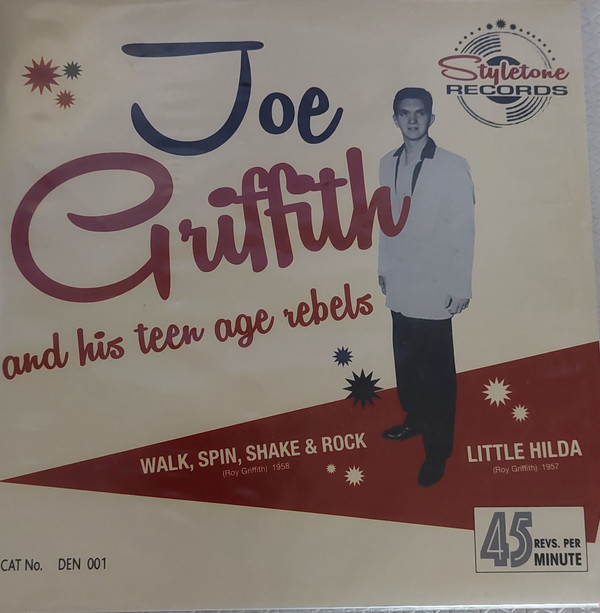 Joe
Styletone
RECORDS
Griffith
and his teen age rebels
WALK, SPIN, SHAKE & ROCK
(Roy Griffith) 1958
LITTLE HILDA
(Roy Griffith) 1957
45 REVS. PER
MINUTE
CAT No. DEN 001